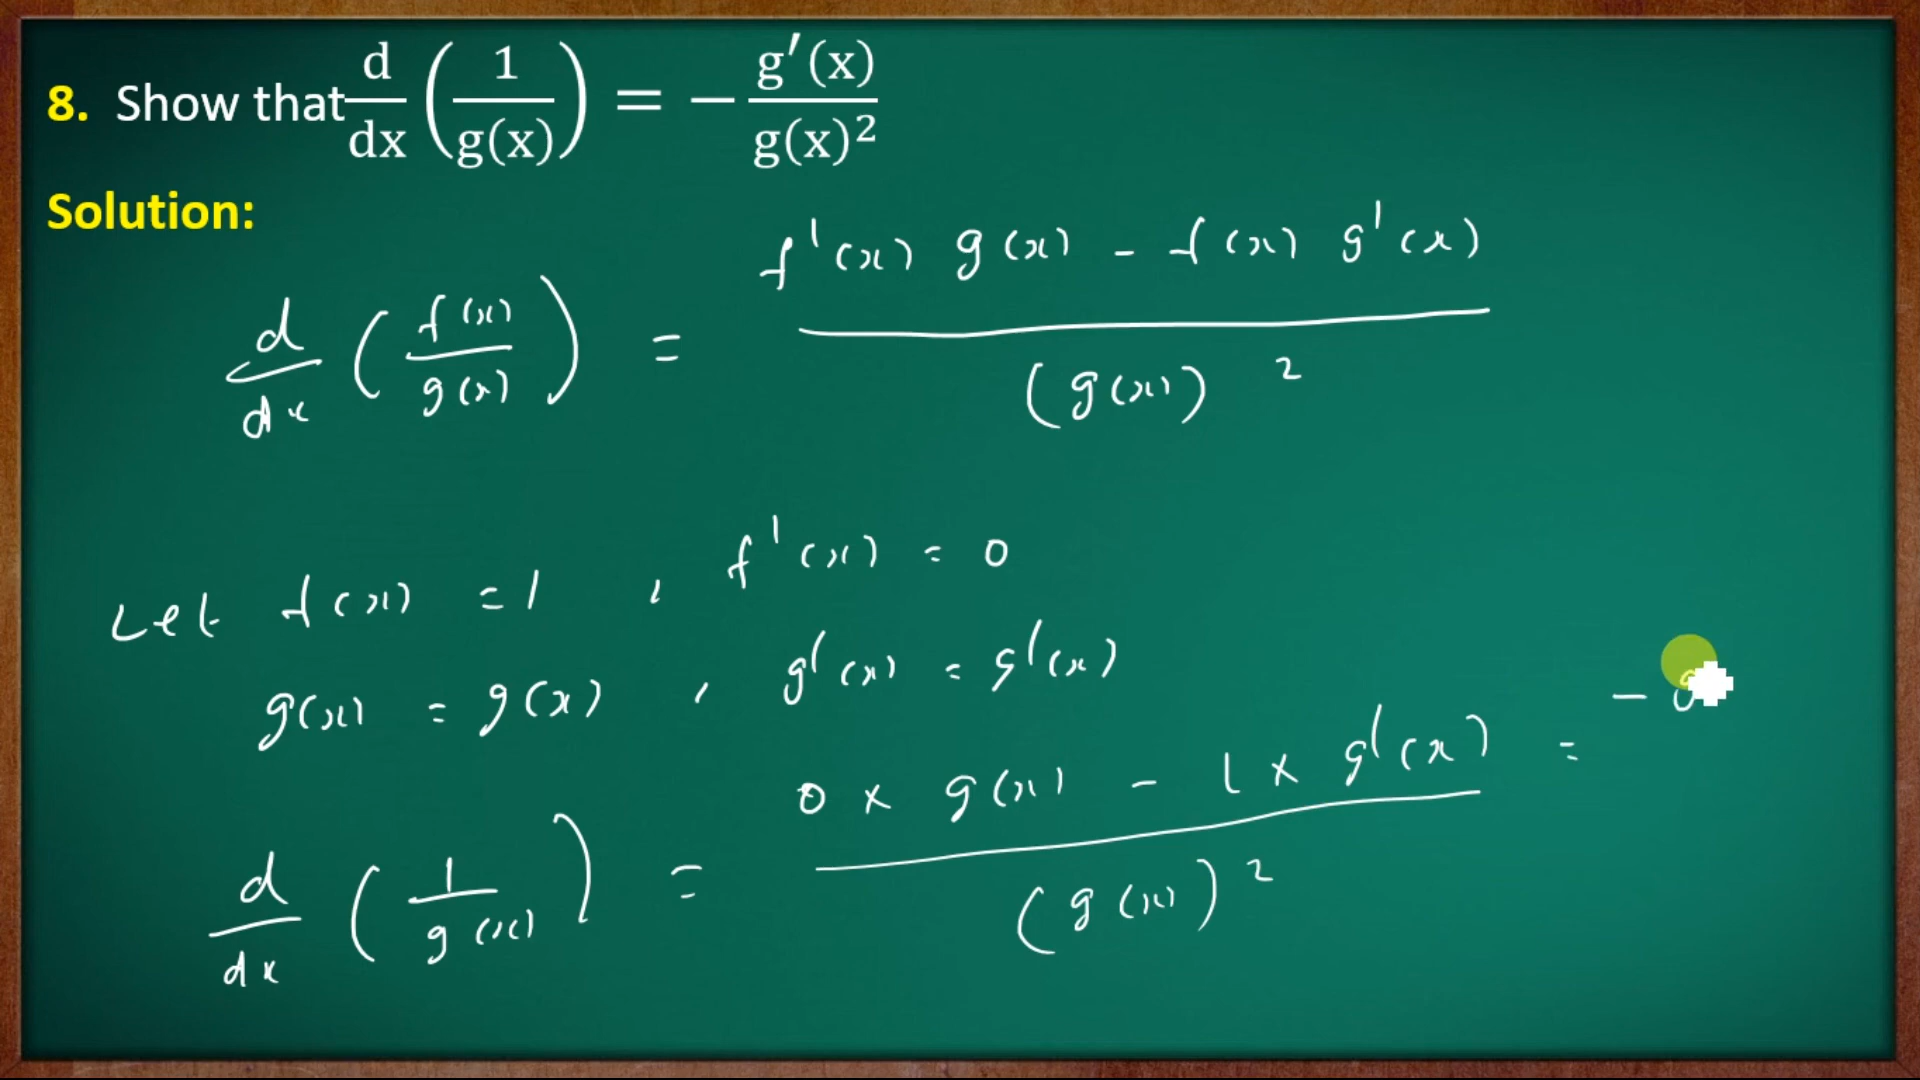 8. Show that d/dx (1/g(x)) = − g′(x)/g(x)²
Solution:
d/dx (f(x)/g(x)) = (f'(x) g(x) - f(x) g'(x))/(g(x))²
Let f(x) = 1 , f'(x) = 0
g(x) = g(x) , g'(x) = g'(x)
d/dx (1/g(x)) = (0 × g(x) - 1 × g'(x))/(g(x))² = -